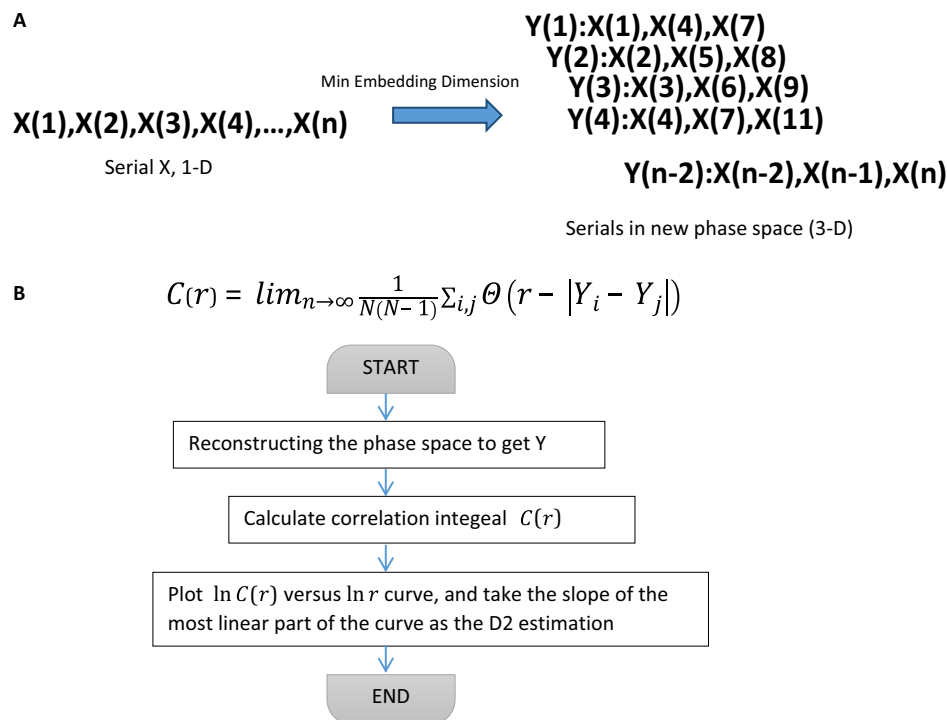 A
Y(1):X(1),X(4),X(7)
Y(2):X(2),X(5),X(8)
Y(3):X(3),X(6),X(9)
Y(4):X(4),X(7),X(11)
Min Embedding Dimension
X(1),X(2),X(3),X(4),...,X(n)
Serial X, 1-D
Y(n-2):X(n-2),X(n-1),X(n)
Serials in new phase space (3-D)
B
C(r) = lim_{n→∞} \frac{1}{N(N-1)} Σ_{i,j} Θ(r − |Y_i − Y_j|)
START
Reconstructing the phase space to get Y
Calculate correlation integeal C(r)
Plot ln C(r) versus ln r curve, and take the slope of the
most linear part of the curve as the D2 estimation
END